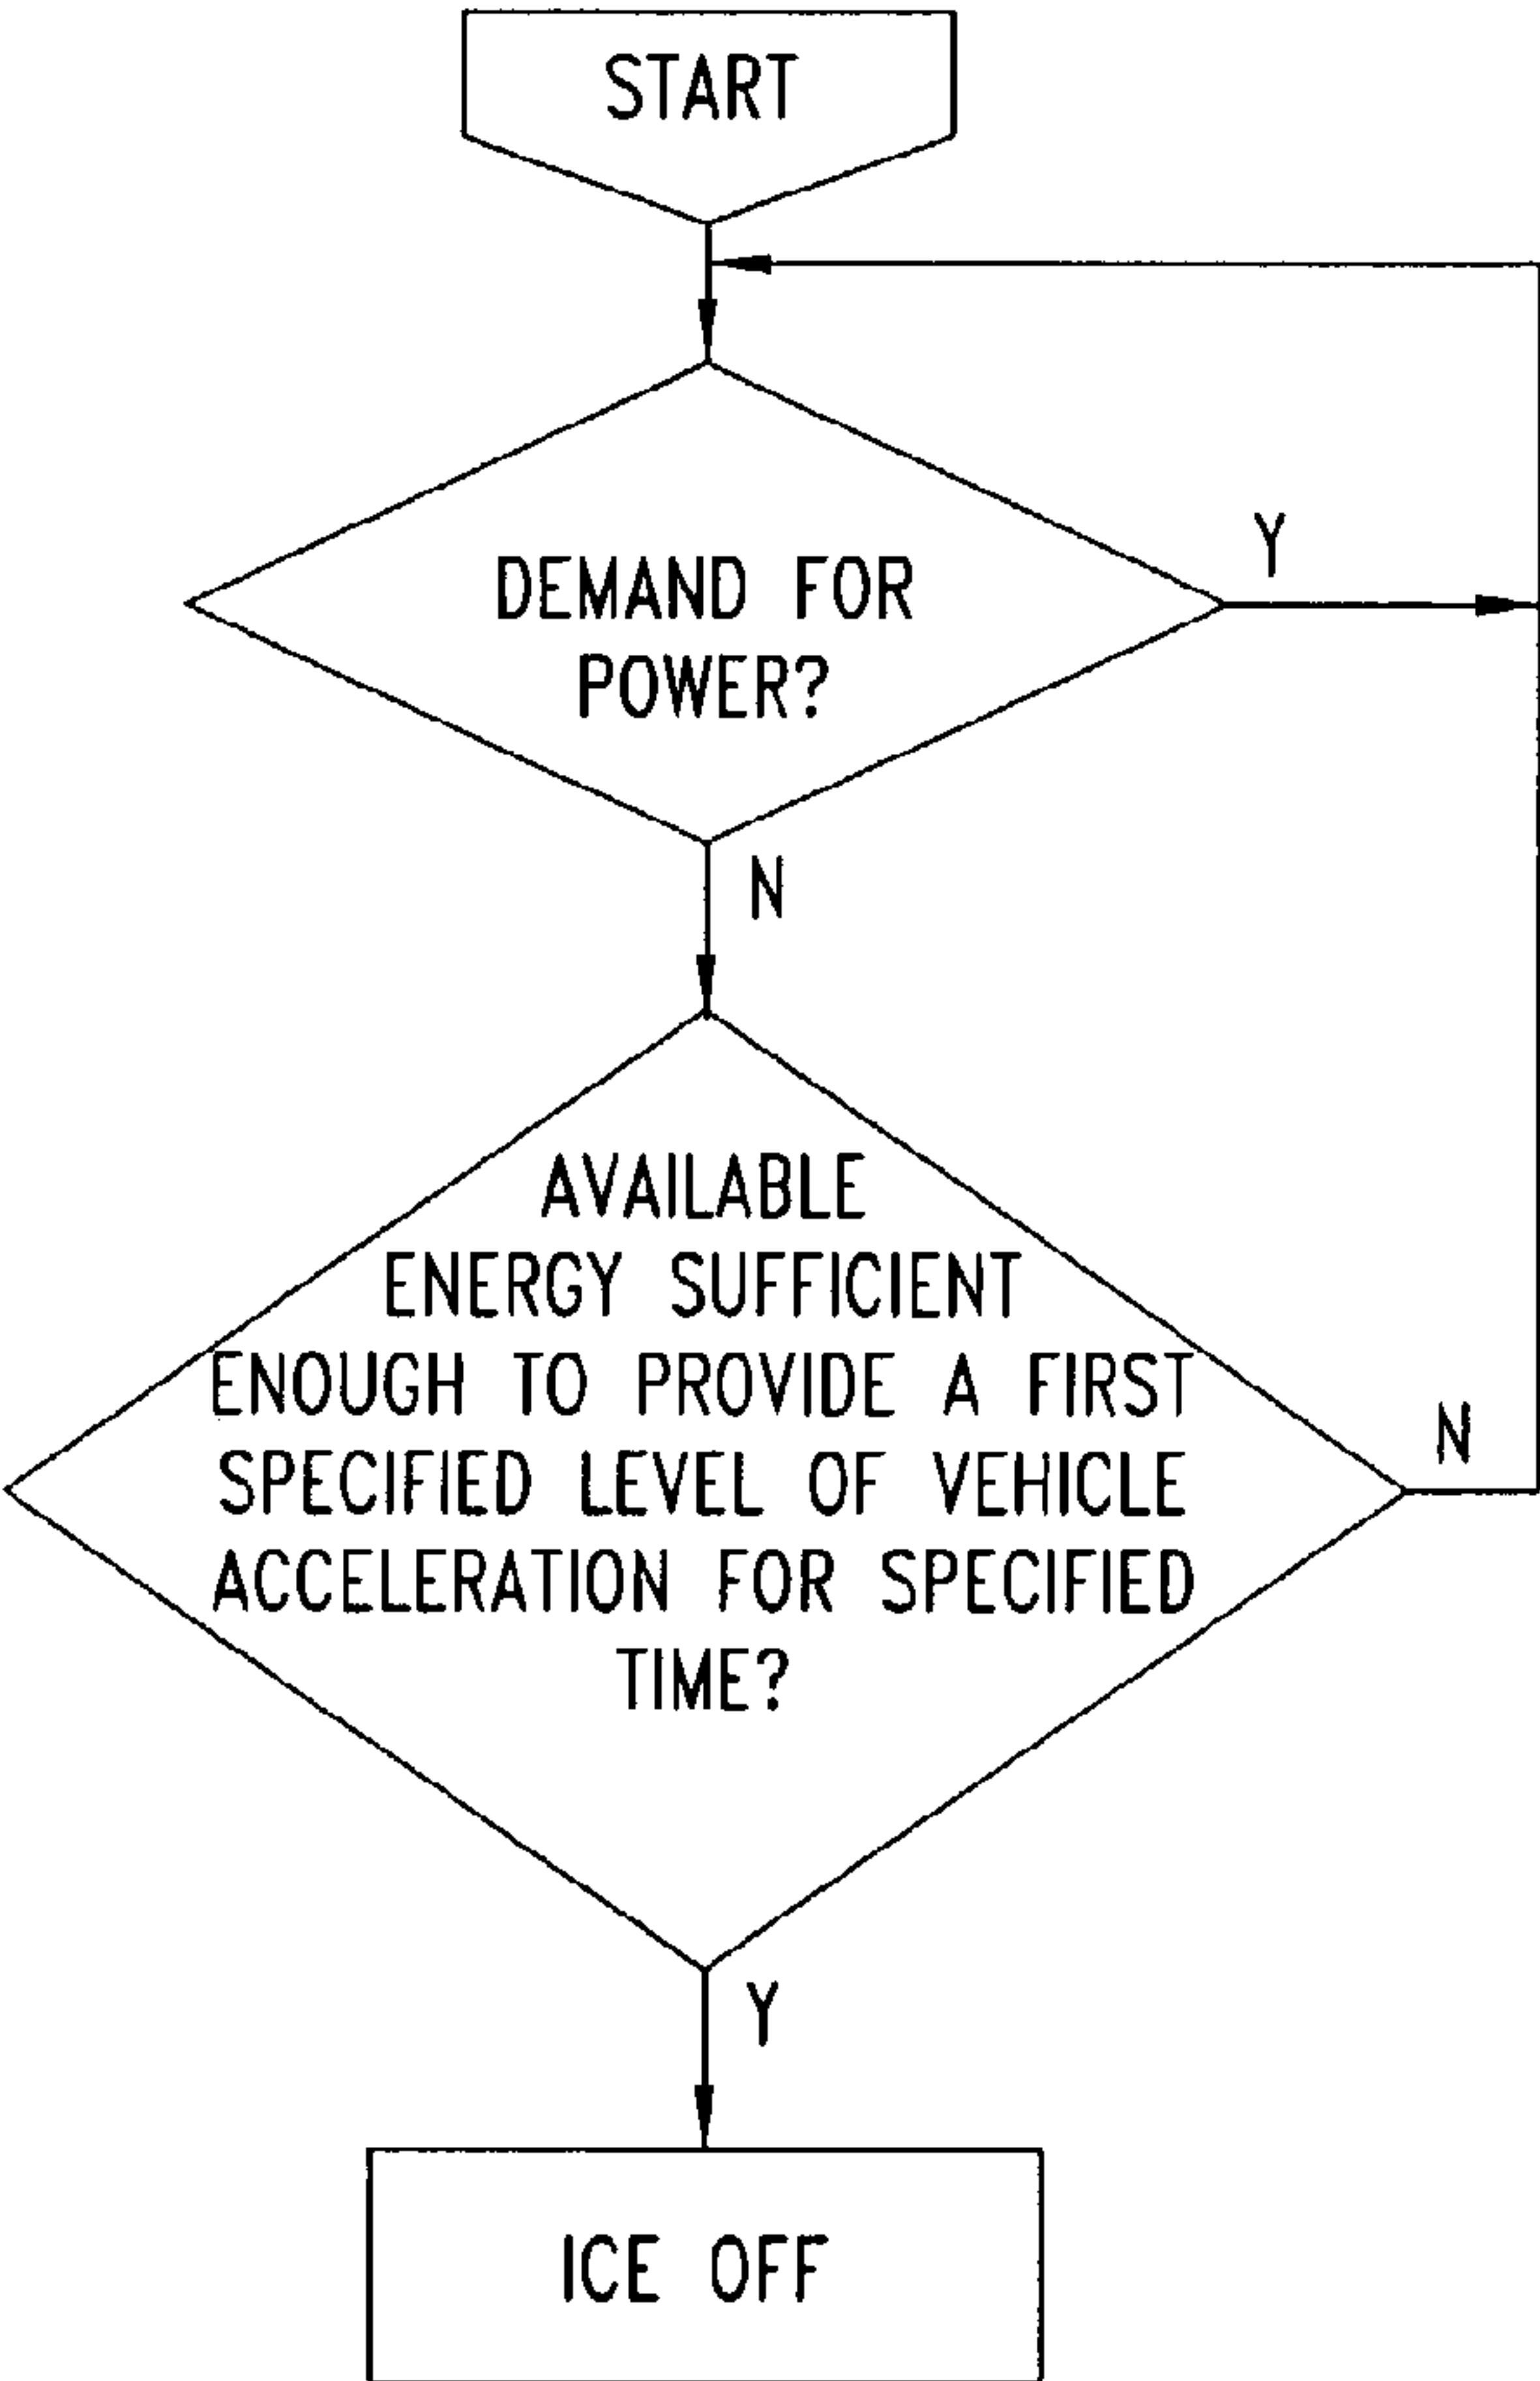 START
DEMAND FOR
POWER?
Y
N
AVAILABLE
ENERGY SUFFICIENT
ENOUGH TO PROVIDE A FIRST
SPECIFIED LEVEL OF VEHICLE
ACCELERATION FOR SPECIFIED
TIME?
N
Y
ICE OFF